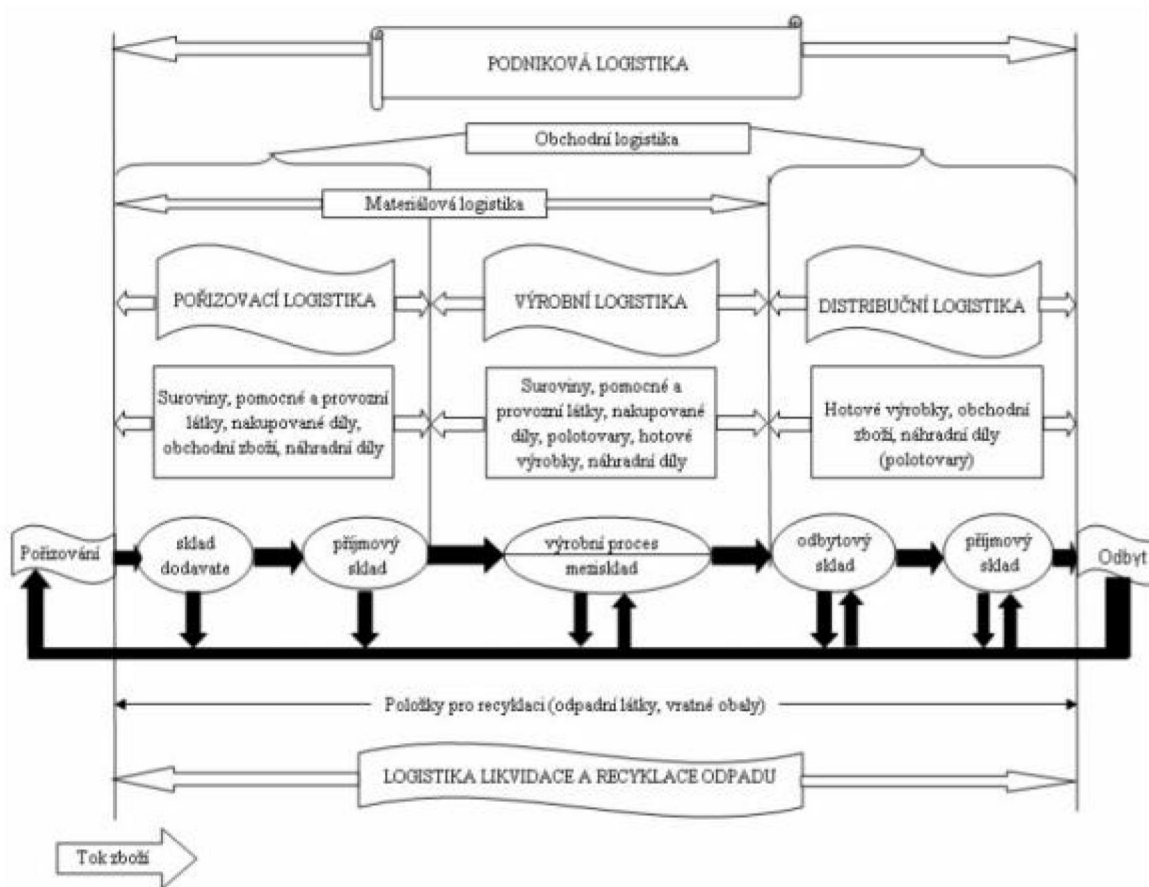 PODNIKOVÁ LOGISTIKA
Obchodní logistika
Materiálová logistika
POŘIZOVACÍ LOGISTIKA
VÝROBNÍ LOGISTIKA
DISTRIBUČNÍ LOGISTIKA
Suroviny, pomocné a provozní
látky, nakupované díly,
obchodní zboží, náhradní díly
Suroviny, pomocné a
provozní látky, nakupované
díly, polotovary, hotové
výrobky, náhradní díly
Hotové výrobky, obchodní
zboží, náhradní díly
(polotovary)
Pořizování
sklad
dodavate
příjmový
sklad
výrobní proces
mezisklad
odbytový
sklad
příjmový
sklad
Odbyt
Položky pro recyklaci (odpadní látky, vratné obaly)
LOGISTIKA LIKVIDACE A RECYKLACE ODPADU
Tok zboží